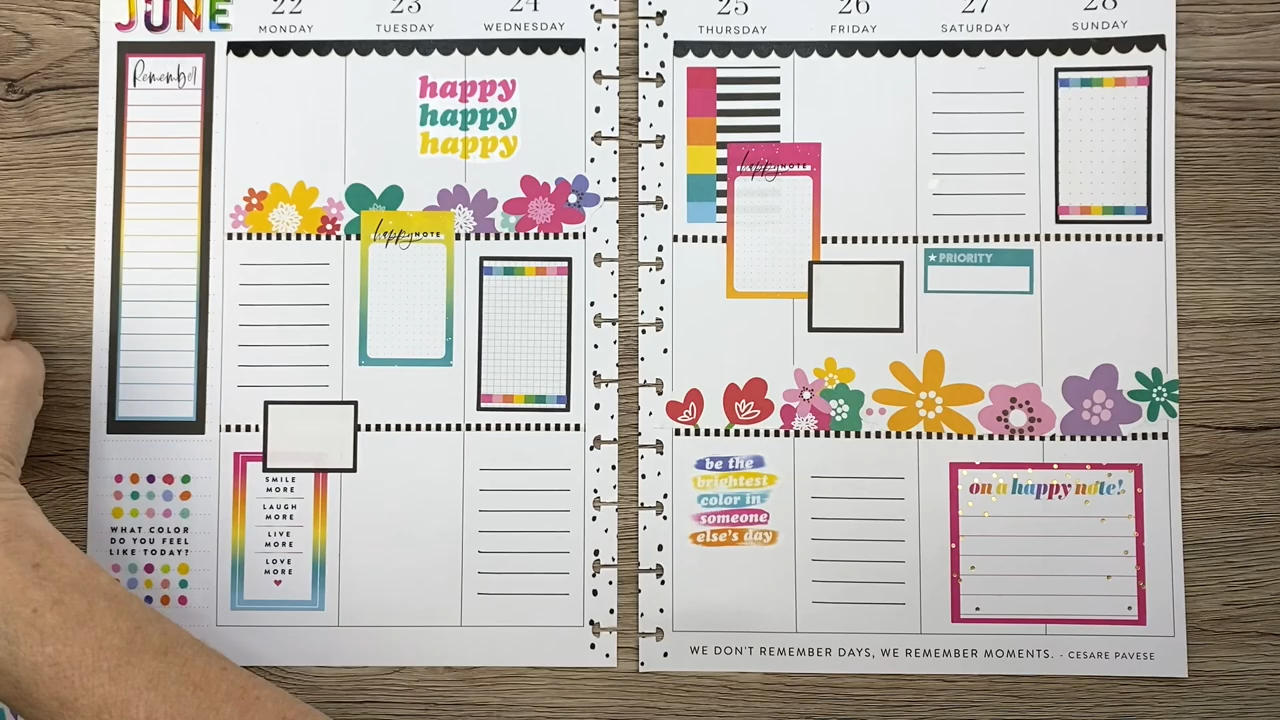 JUNE
22 23 24 25 26 27 28
MONDAY TUESDAY WEDNESDAY THURSDAY FRIDAY SATURDAY SUNDAY
Remember
happy
happy
happy
happy NOTE
happy NOTE
★ PRIORITY
SMILE
MORE
LAUGH
MORE
LIVE
MORE
LOVE
MORE
WHAT COLOR
DO YOU FEEL
LIKE TODAY?
be the
brightest
color in
someone
else's day
on a happy note!
WE DON'T REMEMBER DAYS, WE REMEMBER MOMENTS. - CESARE PAVESE